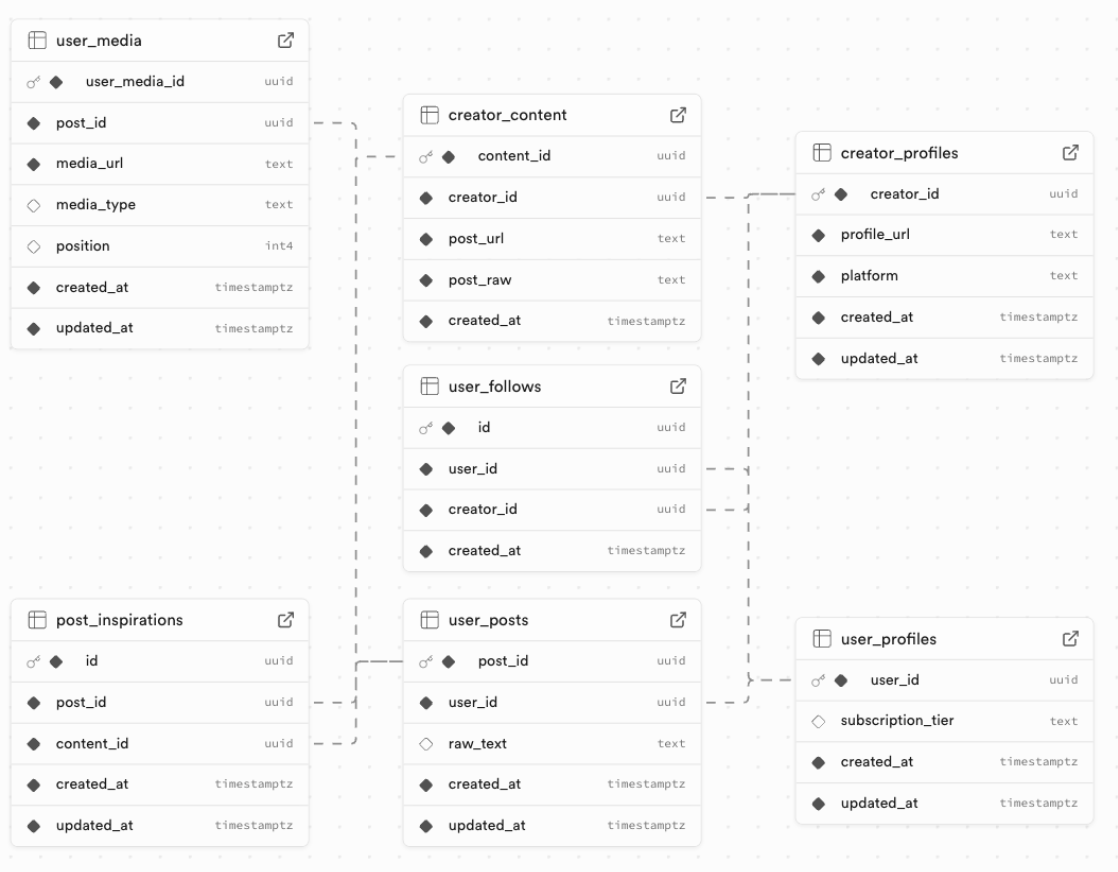 user_media
user_media_id uuid
post_id uuid
media_url text
media_type text
position int4
created_at timestamptz
updated_at timestamptz
creator_content
content_id uuid
creator_id uuid
post_url text
post_raw text
created_at timestamptz
creator_profiles
creator_id uuid
profile_url text
platform text
created_at timestamptz
updated_at timestamptz
user_follows
id uuid
user_id uuid
creator_id uuid
created_at timestamptz
post_inspirations
id uuid
post_id uuid
content_id uuid
created_at timestamptz
updated_at timestamptz
user_posts
post_id uuid
user_id uuid
raw_text text
created_at timestamptz
updated_at timestamptz
user_profiles
user_id uuid
subscription_tier text
created_at timestamptz
updated_at timestamptz